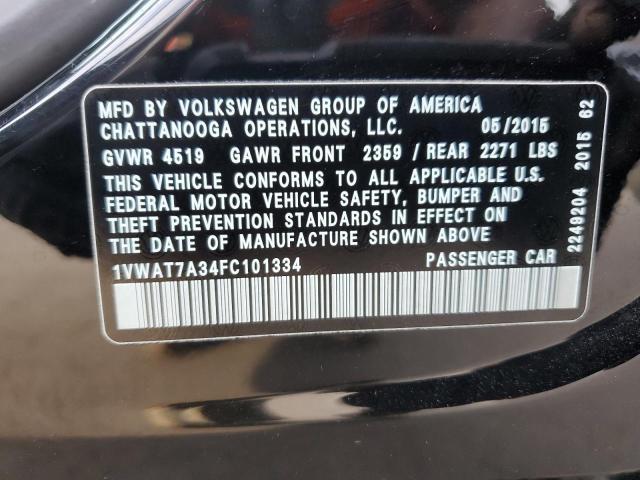 MFD BY VOLKSWAGEN GROUP OF AMERICA
CHATTANOOGA OPERATIONS, LLC. 05/2015
GVWR 4519 GAWR FRONT 2359 / REAR 2271 LBS
THIS VEHICLE CONFORMS TO ALL APPLICABLE U.S.
FEDERAL MOTOR VEHICLE SAFETY, BUMPER AND
THEFT PREVENTION STANDARDS IN EFFECT ON
THE DATE OF MANUFACTURE SHOWN ABOVE
1VWAT7A34FC101334 PASSENGER CAR
2249204 2015 62